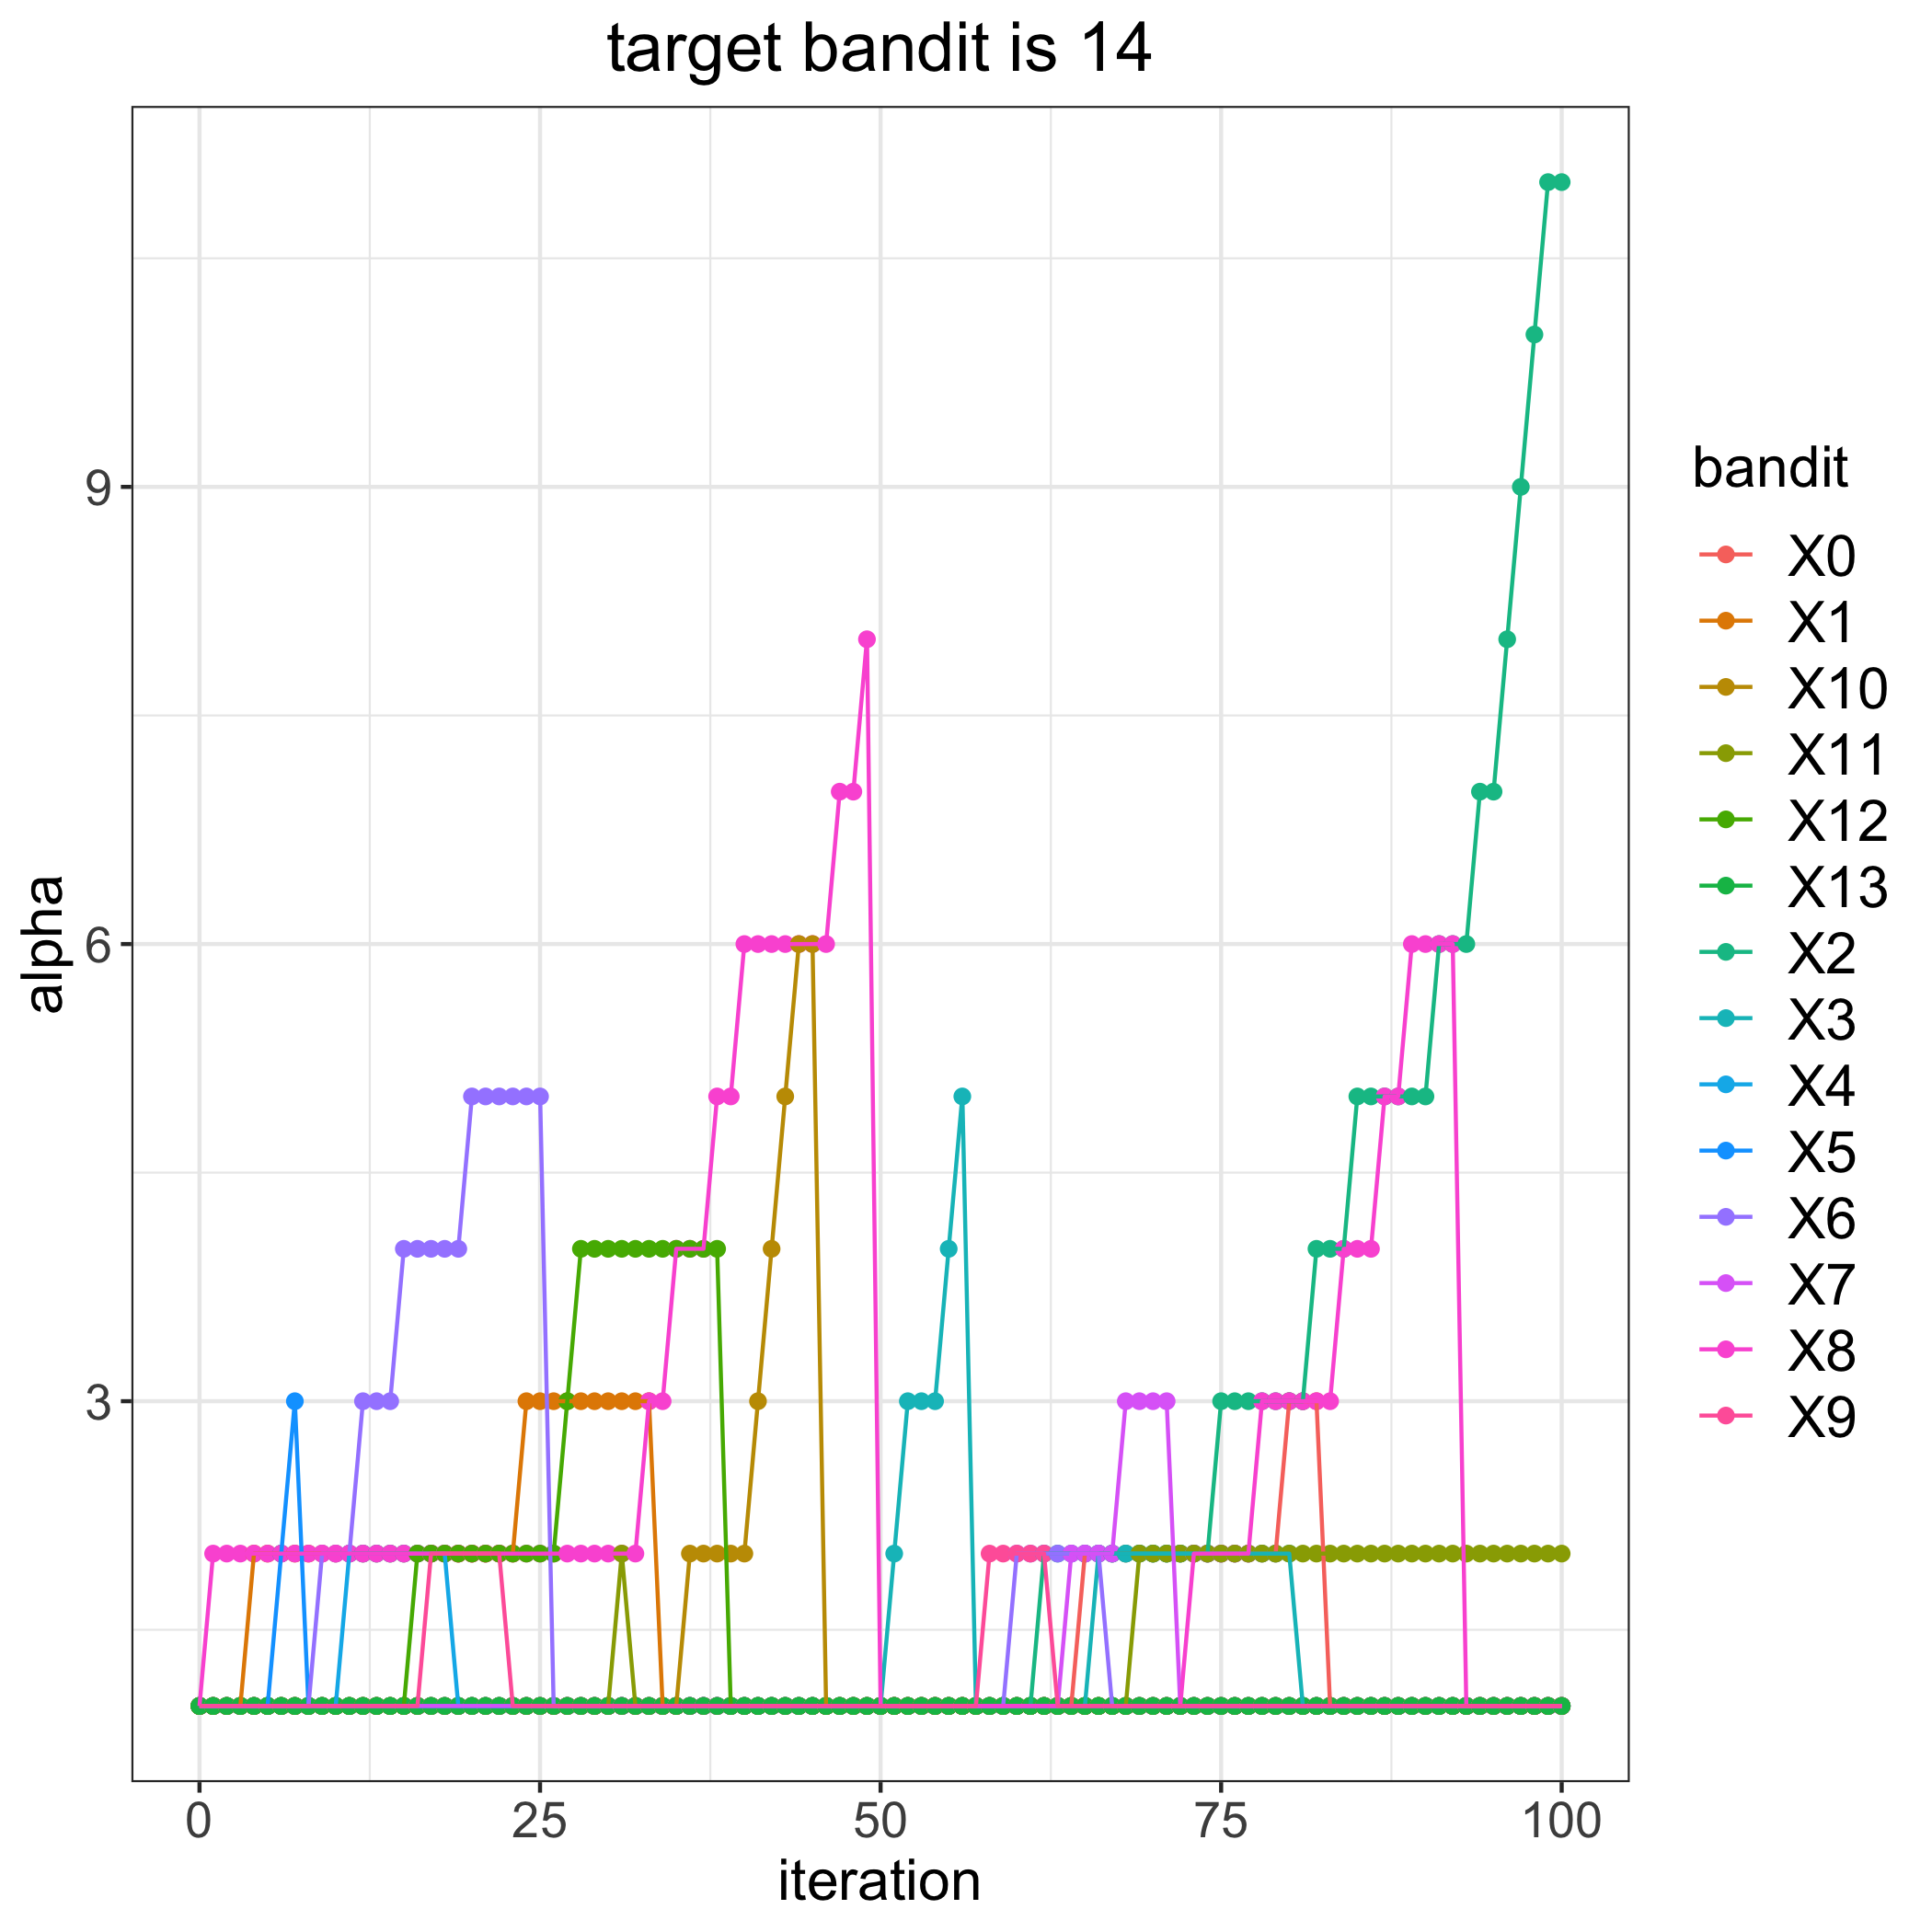 target bandit is 14
9
6
3
alpha
0 25 50 75 100
iteration
bandit
X0
X1
X10
X11
X12
X13
X2
X3
X4
X5
X6
X7
X8
X9